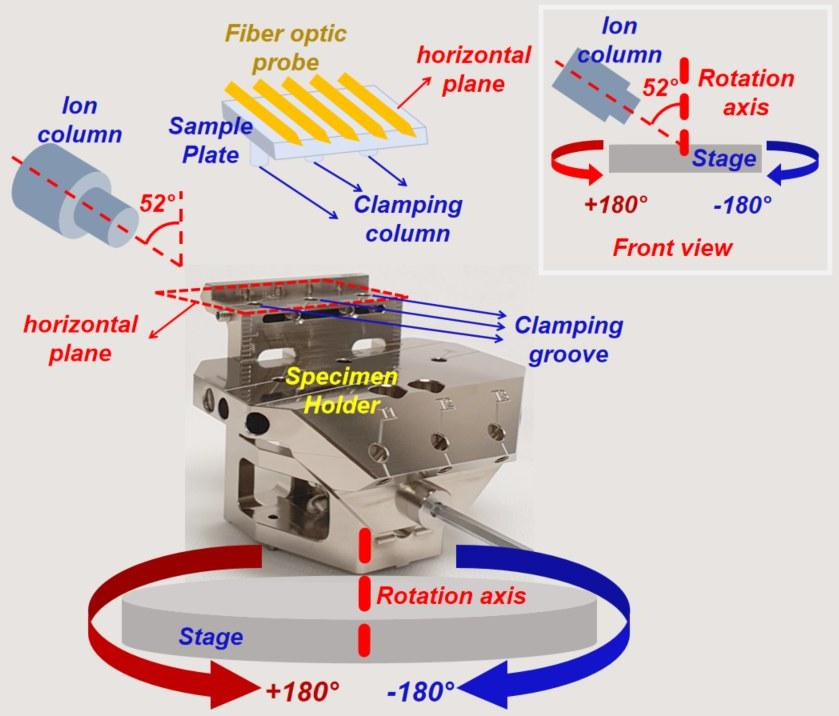 Fiber optic
probe
horizontal
plane
Ion
column
Sample
Plate
52°
Clamping
column
Ion
column
52°
Rotation
axis
Stage
+180°
-180°
Front view
horizontal
plane
Clamping
groove
Specimen
Holder
Rotation axis
Stage
+180°
-180°